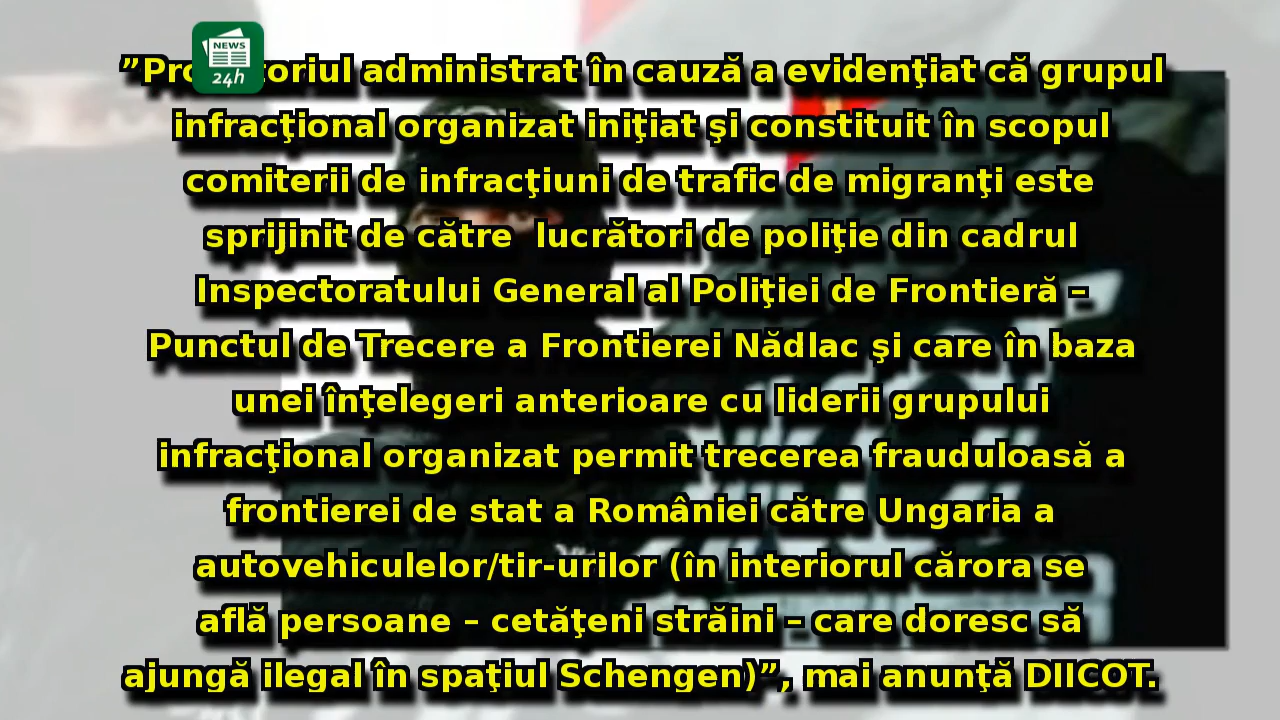 NEWS
24h
administrat în cauză a evidenţiat că grupul
infracţional organizat iniţiat şi constituit în scopul
comiterii de infracţiuni de trafic de migranţi este
sprijinit de către  lucrători de poliţie din cadrul
Inspectoratului General al Poliţiei de Frontieră –
Punctul de Trecere a Frontierei Nădlac şi care în baza
unei înţelegeri anterioare cu liderii grupului
infracţional organizat permit trecerea frauduloasă a
frontierei de stat a României către Ungaria a
autovehiculelor/tir-urilor (în interiorul cărora se
află persoane – cetăţeni străini – care doresc să
ajungă ilegal în spaţiul Schengen)”, mai anunţă DIICOT.